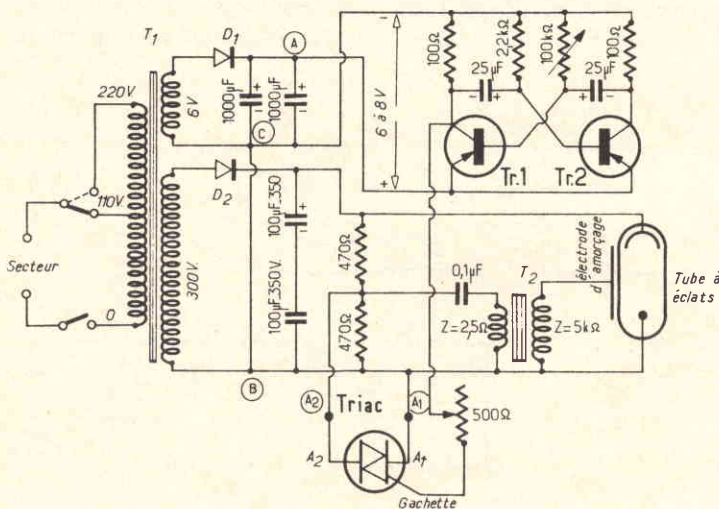 T1
D1
A
−
220V.
6V
1000µF
1000µF
C
110V.
D2
Secteur
0
300V.
100µF.350
100µF.350V.
B
6 à 8V
+
100Ω
2,2kΩ
100kΩ
100Ω
25µF
25µF
Tr.1
Tr.2
470Ω
470Ω
0,1µF
T2
Z=2,5Ω
Z=5kΩ
électrode
d'amorçage
Tube à
éclats
A2
Triac
A1
500Ω
A2
A1
Gachette